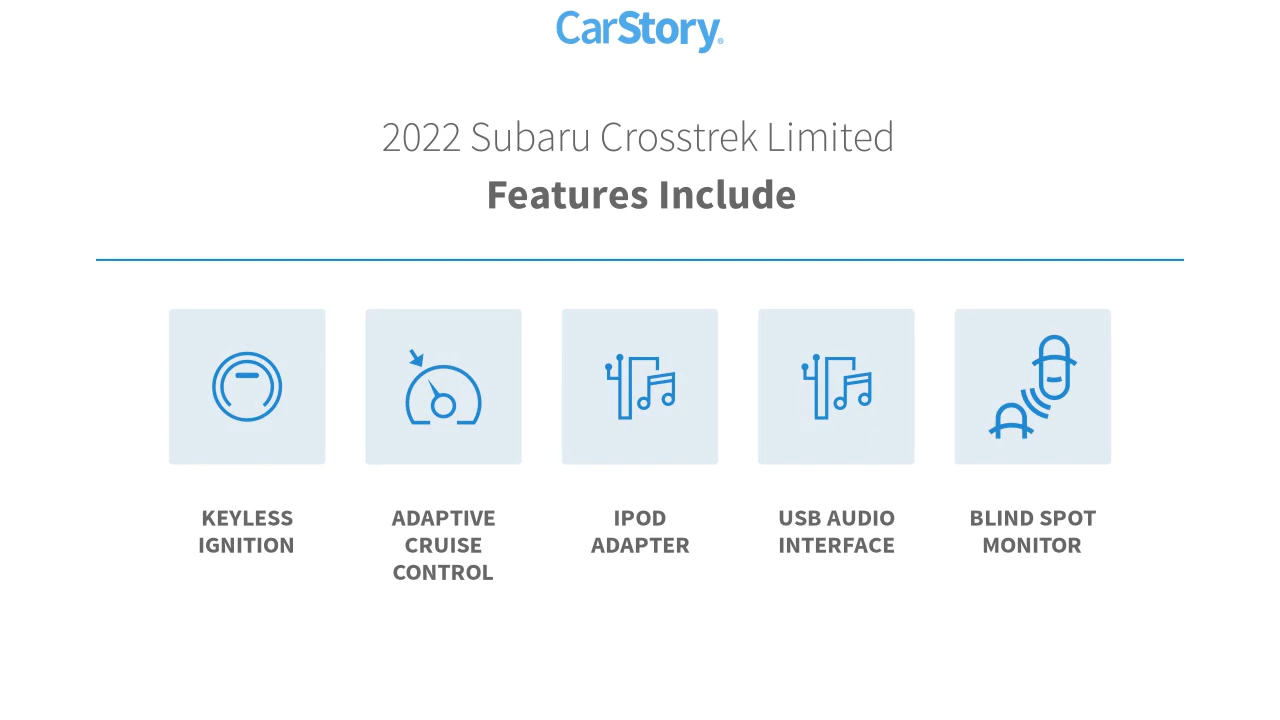 CarStory®
2022 Subaru Crosstrek Limited
Features Include
KEYLESS
IGNITION
ADAPTIVE
CRUISE
CONTROL
IPOD
ADAPTER
USB AUDIO
INTERFACE
BLIND SPOT
MONITOR